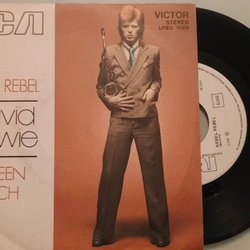 RCA
VICTOR
STEREO
LPBO 5009
REBEL
vid
wie
EEN
CH
REBEL REBEL